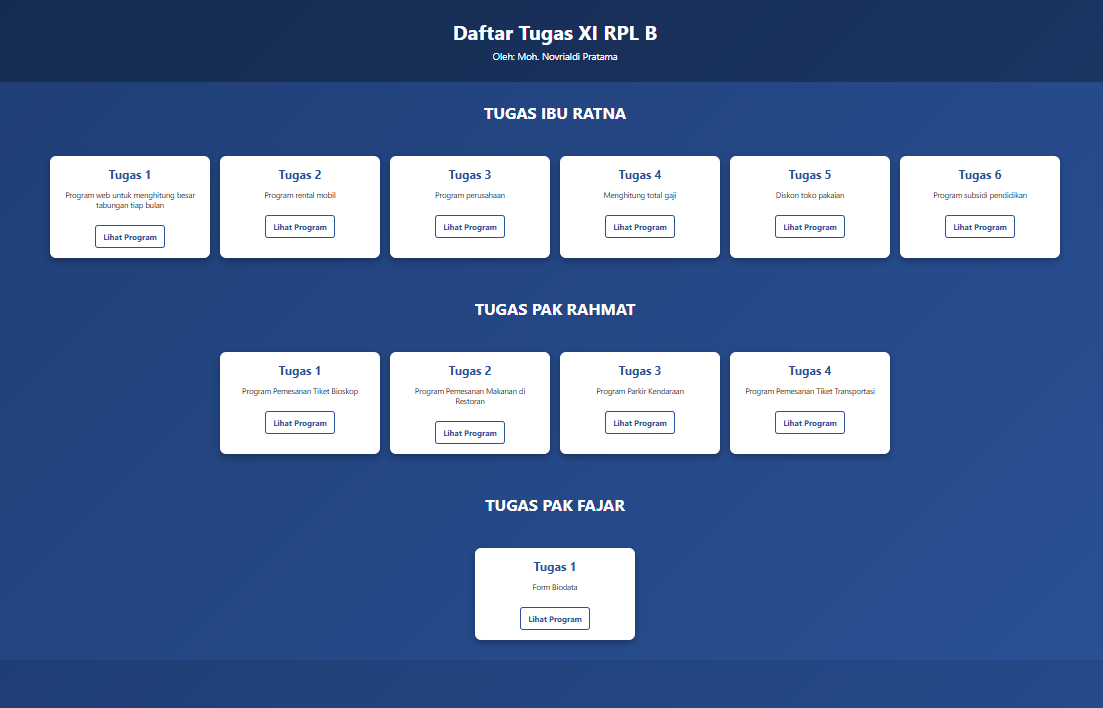 Daftar Tugas XI RPL B
Oleh: Moh. Novrialdi Pratama
TUGAS IBU RATNA
Tugas 1
Program web untuk menghitung besar
tabungan tiap bulan
Lihat Program
Tugas 2
Program rental mobil
Lihat Program
Tugas 3
Program perusahaan
Lihat Program
Tugas 4
Menghitung total gaji
Lihat Program
Tugas 5
Diskon toko pakaian
Lihat Program
Tugas 6
Program subsidi pendidikan
Lihat Program
TUGAS PAK RAHMAT
Tugas 1
Program Pemesanan Tiket Bioskop
Lihat Program
Tugas 2
Program Pemesanan Makanan di
Restoran
Lihat Program
Tugas 3
Program Parkir Kendaraan
Lihat Program
Tugas 4
Program Pemesanan Tiket Transportasi
Lihat Program
TUGAS PAK FAJAR
Tugas 1
Form Biodata
Lihat Program